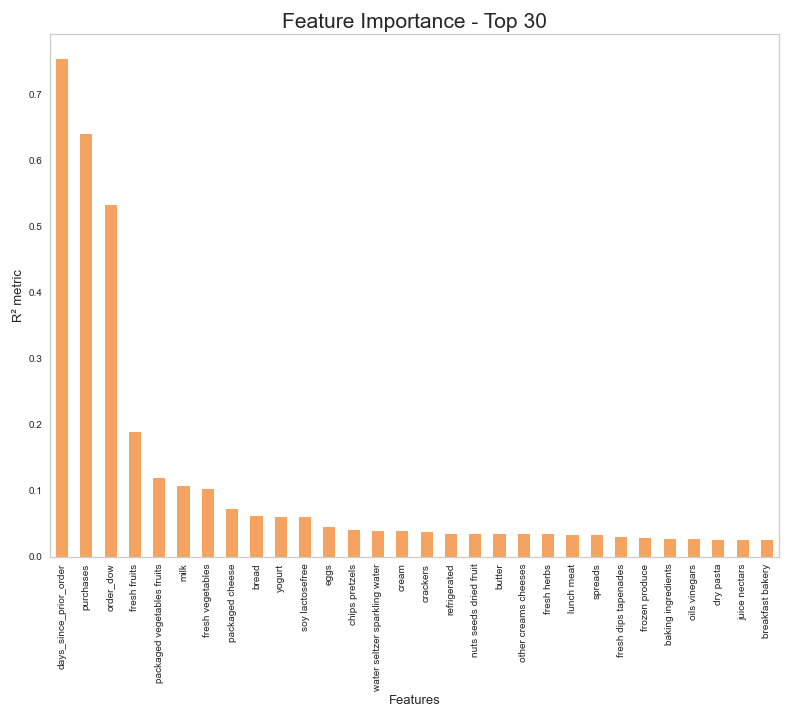 Feature Importance - Top 30
R² metric
0.7
0.6
0.5
0.4
0.3
0.2
0.1
0.0
days_since_prior_order
purchases
order_dow
fresh fruits
packaged vegetables fruits
milk
fresh vegetables
packaged cheese
bread
yogurt
soy lactosefree
eggs
chips pretzels
water seltzer sparkling water
cream
crackers
refrigerated
nuts seeds dried fruit
butter
other creams cheeses
fresh herbs
lunch meat
spreads
fresh dips tapenades
frozen produce
baking ingredients
oils vinegars
dry pasta
juice nectars
breakfast bakery
Features